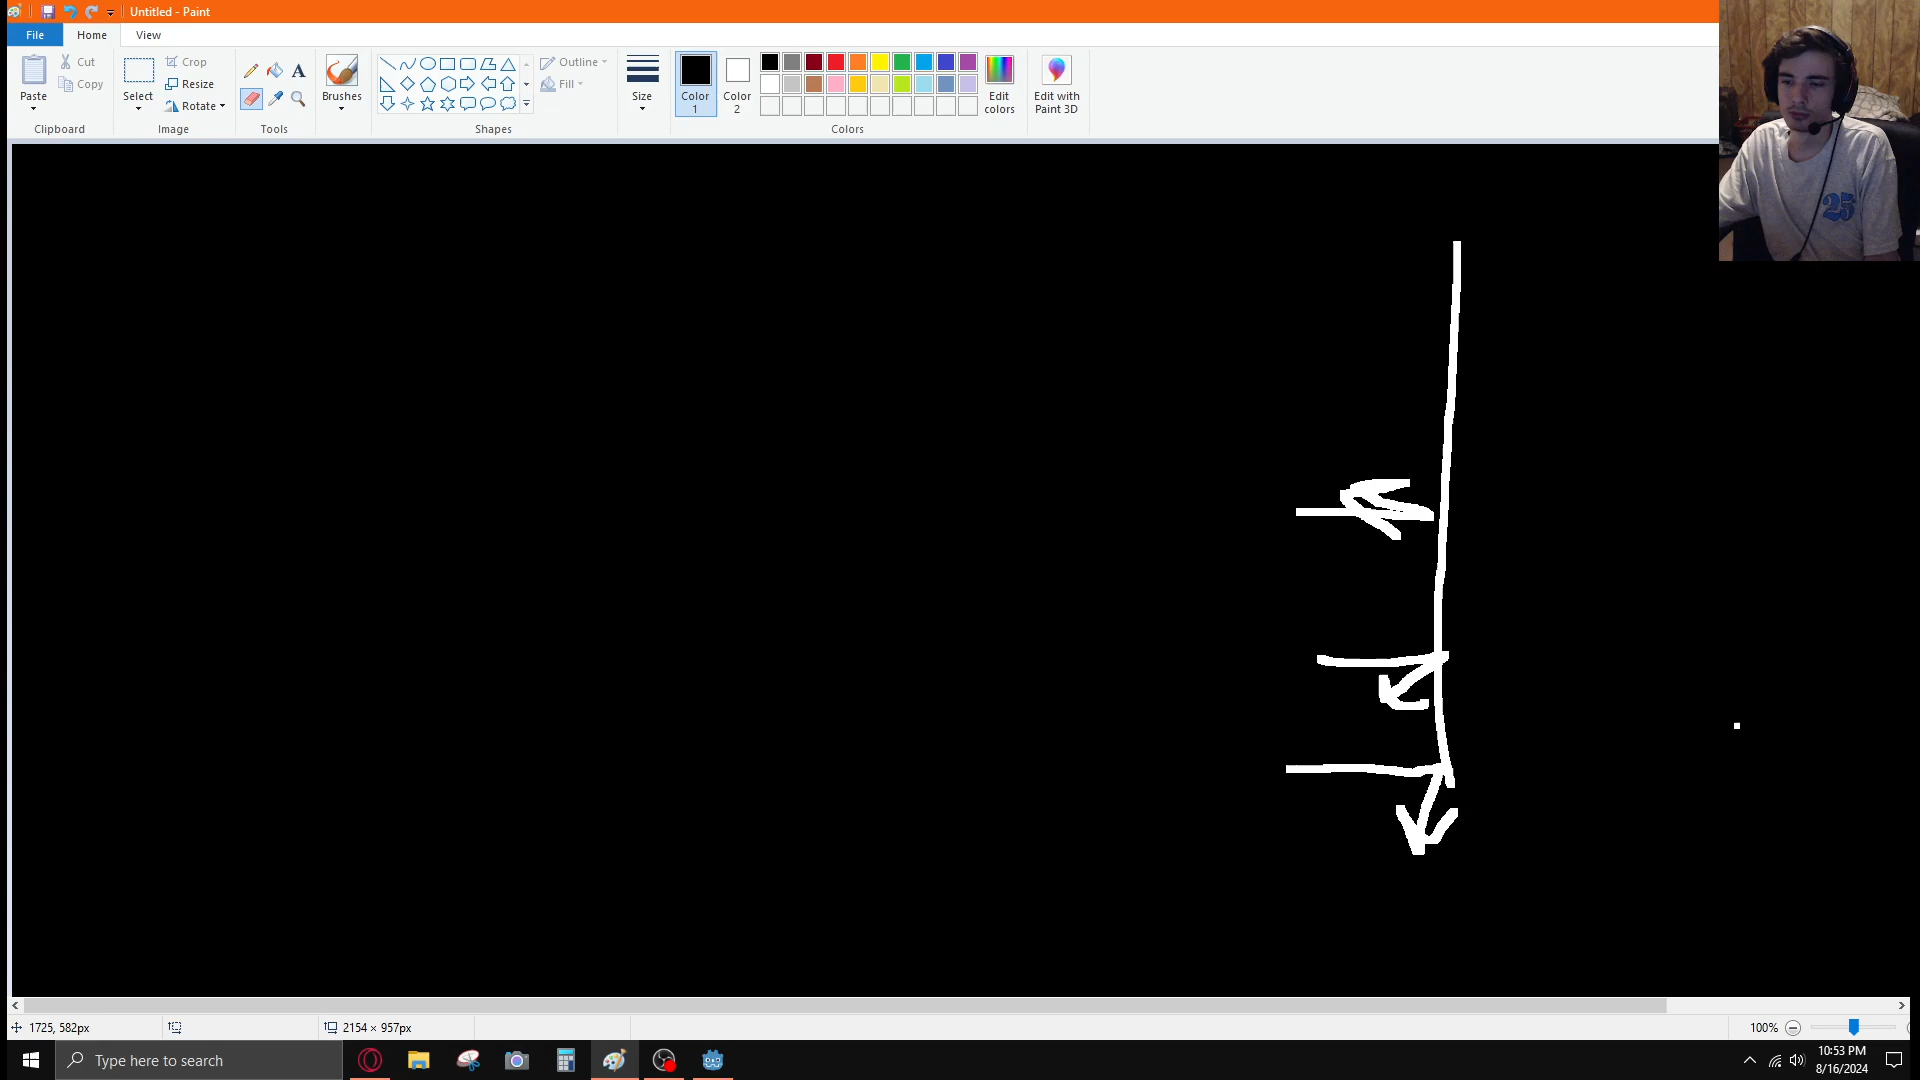 Untitled - Paint
File Home View
Paste
Cut
Copy
Clipboard
Select
Crop
Resize
Rotate
Image
A
Tools
Brushes
Shapes
Outline
Fill
Size
Color
1
Color
2
Colors
Edit
colors
Edit with
Paint 3D
25
1725, 582px
2154 × 957px
100%
Type here to search
10:53 PM
8/16/2024